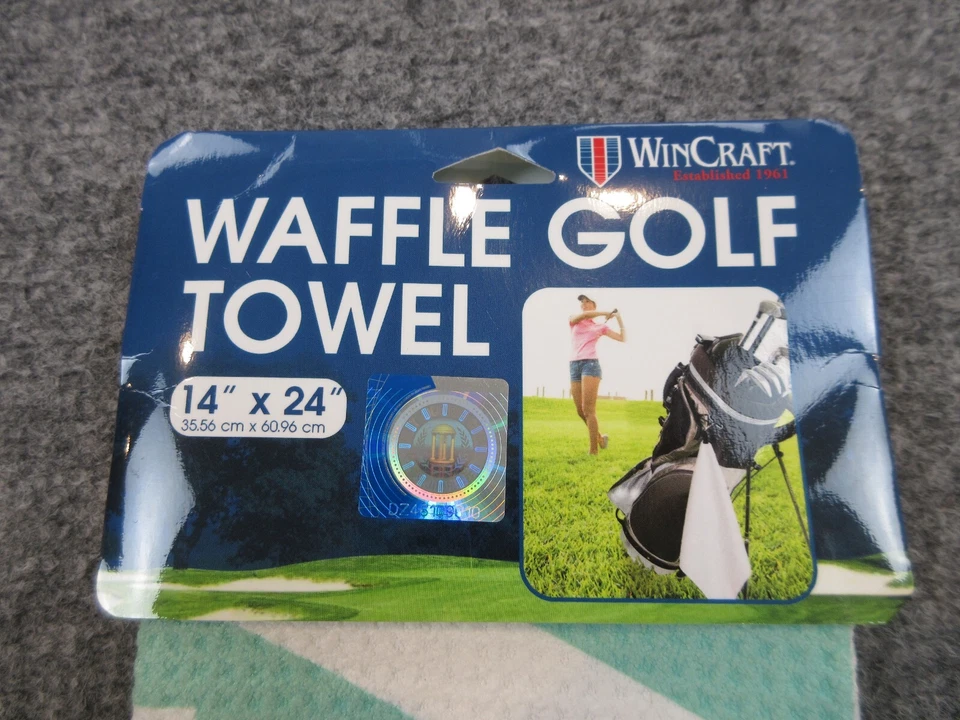 WINCRAFT.
Established 1961
WAFFLE GOLF
TOWEL
14" x 24"
35.56 cm x 60.96 cm